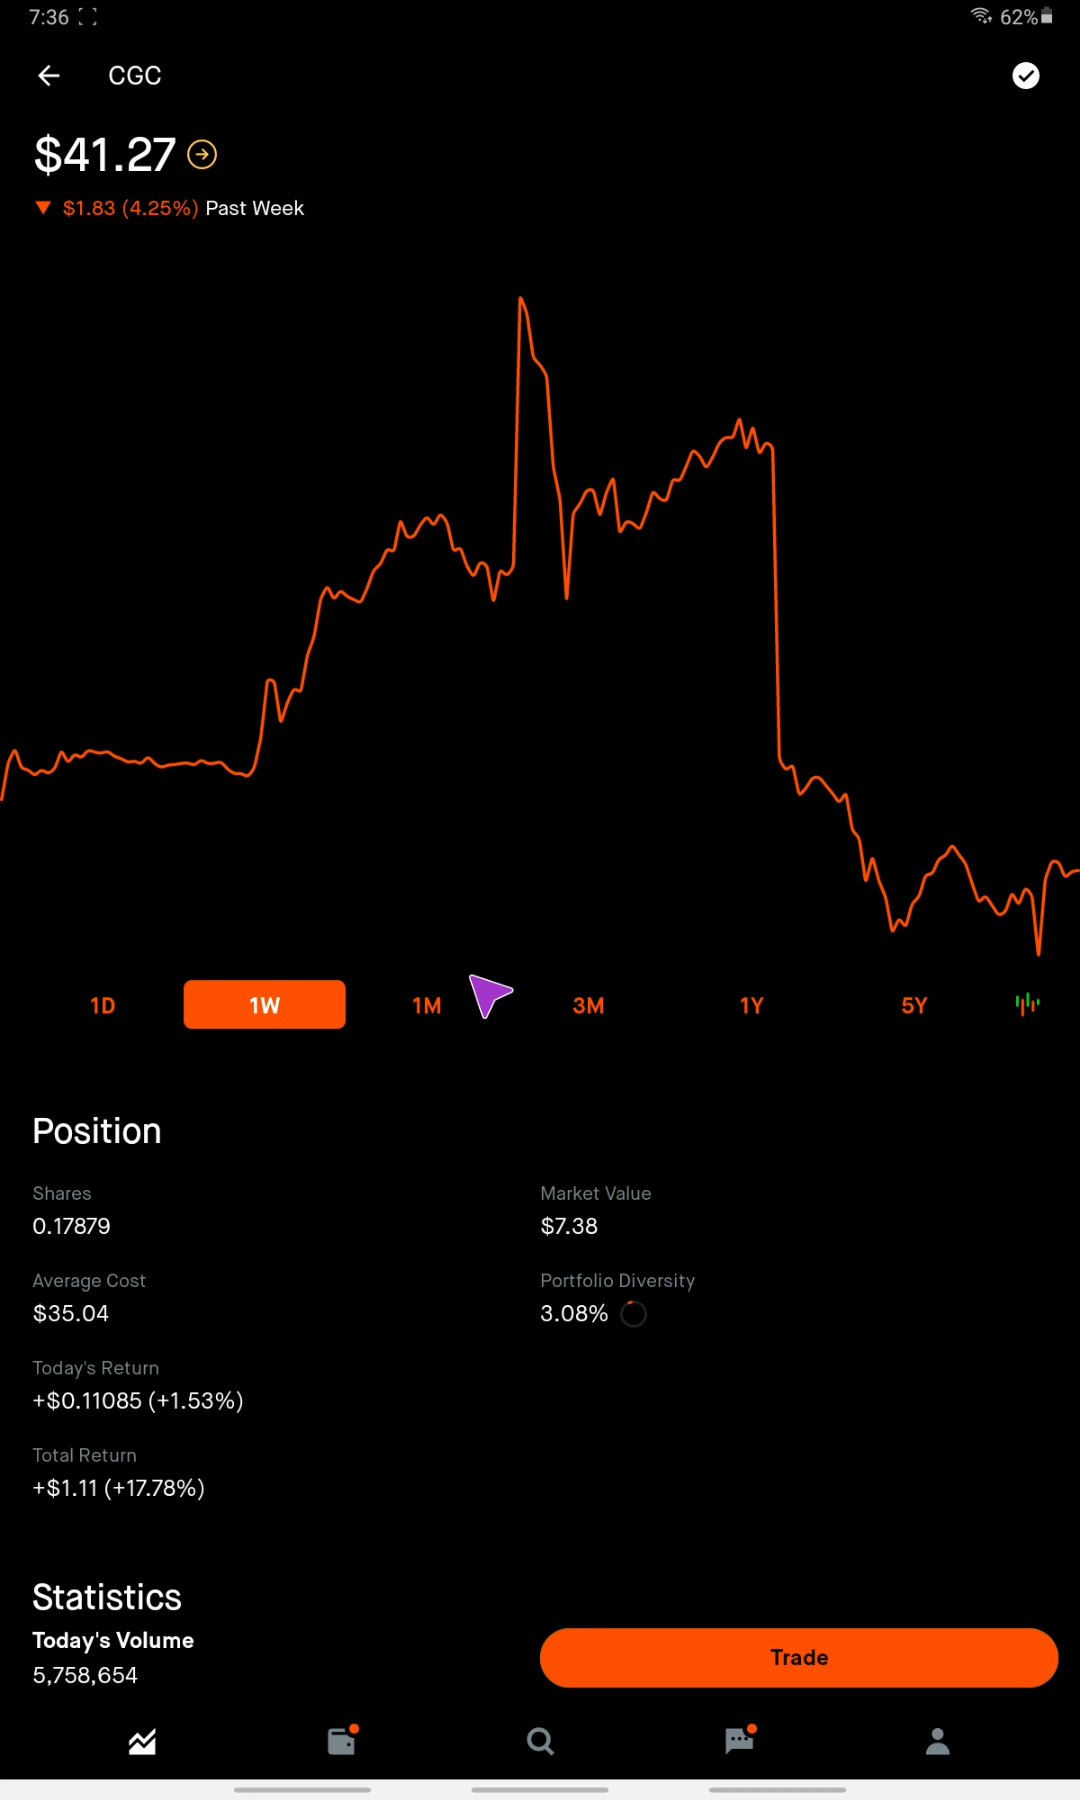 7:36 62%
CGC
$41.27
$1.83 (4.25%) Past Week
1D 1W 1M 3M 1Y 5Y
Position
Shares Market Value
0.17879 $7.38
Average Cost Portfolio Diversity
$35.04 3.08%
Today's Return
+$0.11085 (+1.53%)
Total Return
+$1.11 (+17.78%)
Statistics
Today's Volume
5,758,654
Trade